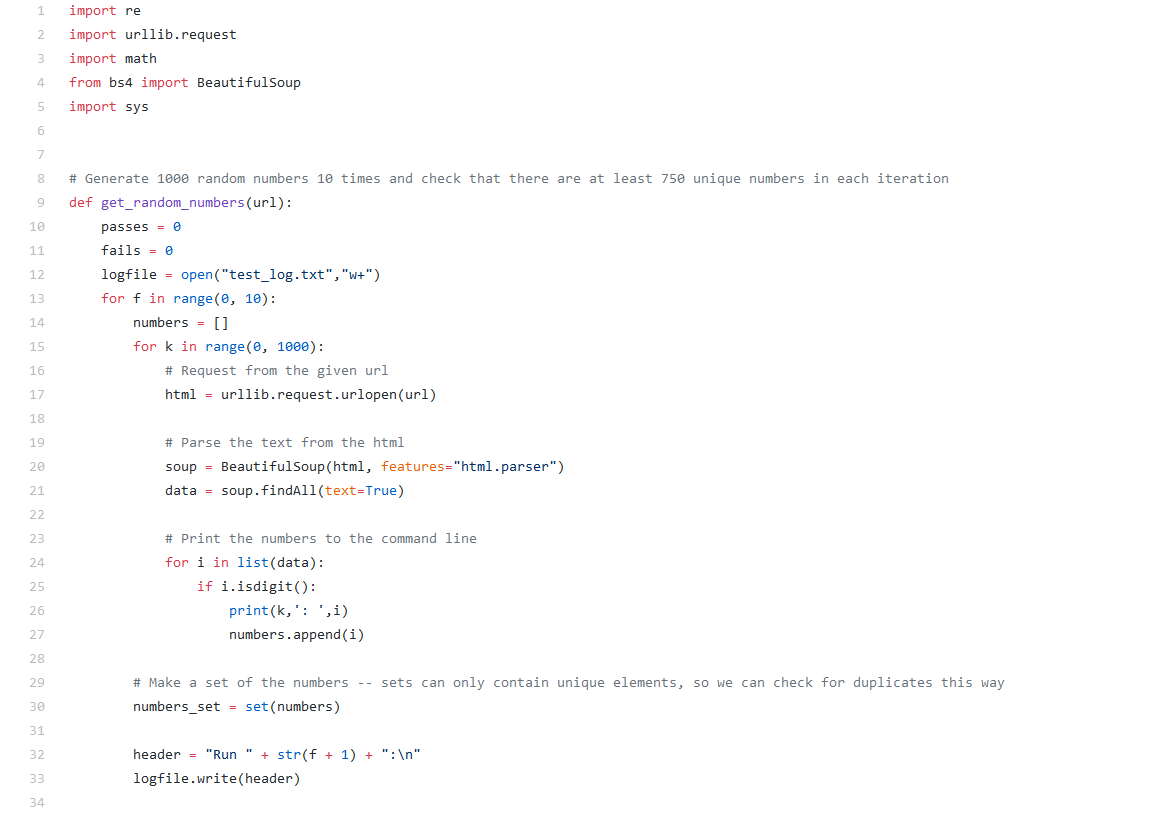 1 import re
2 import urllib.request
3 import math
4 from bs4 import BeautifulSoup
5 import sys
6
7
8 # Generate 1000 random numbers 10 times and check that there are at least 750 unique numbers in each iteration
9 def get_random_numbers(url):
10     passes = 0
11     fails = 0
12     logfile = open("test_log.txt","w+")
13     for f in range(0, 10):
14         numbers = []
15         for k in range(0, 1000):
16             # Request from the given url
17             html = urllib.request.urlopen(url)
18
19             # Parse the text from the html
20             soup = BeautifulSoup(html, features="html.parser")
21             data = soup.findAll(text=True)
22
23             # Print the numbers to the command line
24             for i in list(data):
25                 if i.isdigit():
26                     print(k,': ',i)
27                     numbers.append(i)
28
29         # Make a set of the numbers -- sets can only contain unique elements, so we can check for duplicates this way
30         numbers_set = set(numbers)
31
32         header = "Run " + str(f + 1) + ":\n"
33         logfile.write(header)
34